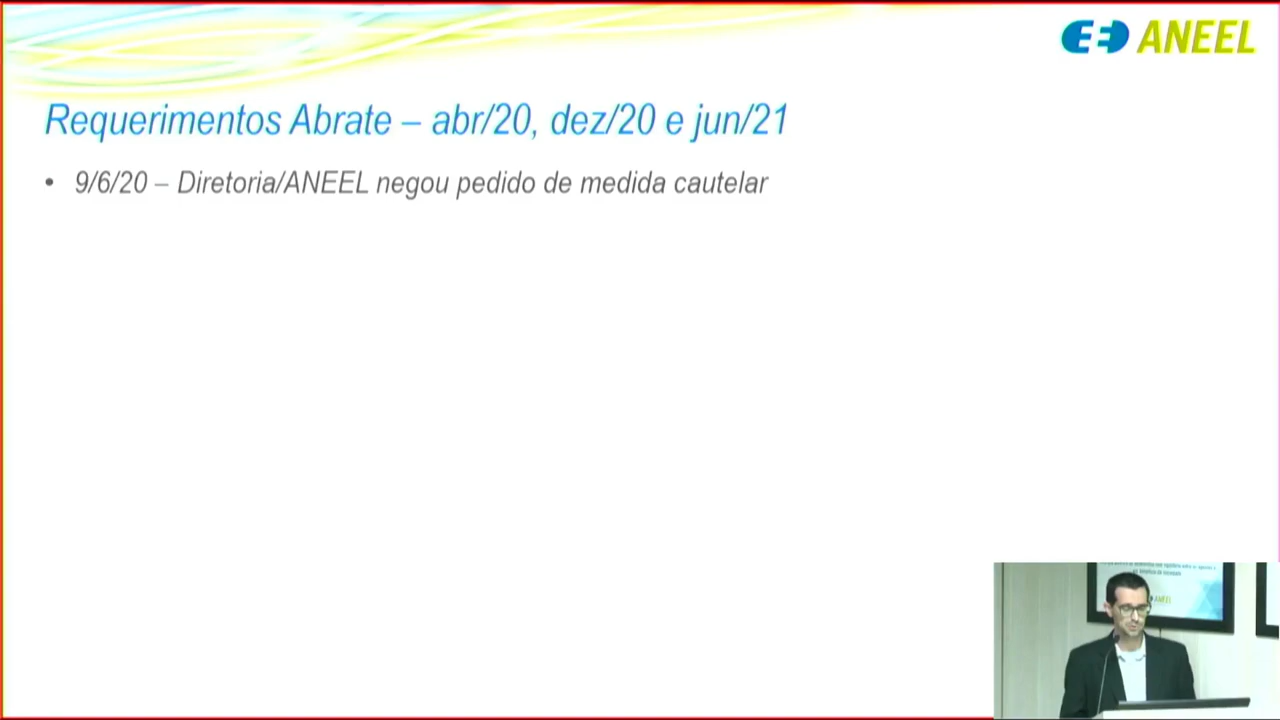 ANEEL
Requerimentos Abrate – abr/20, dez/20 e jun/21
• 9/6/20 – Diretoria/ANEEL negou pedido de medida cautelar
ANEEL